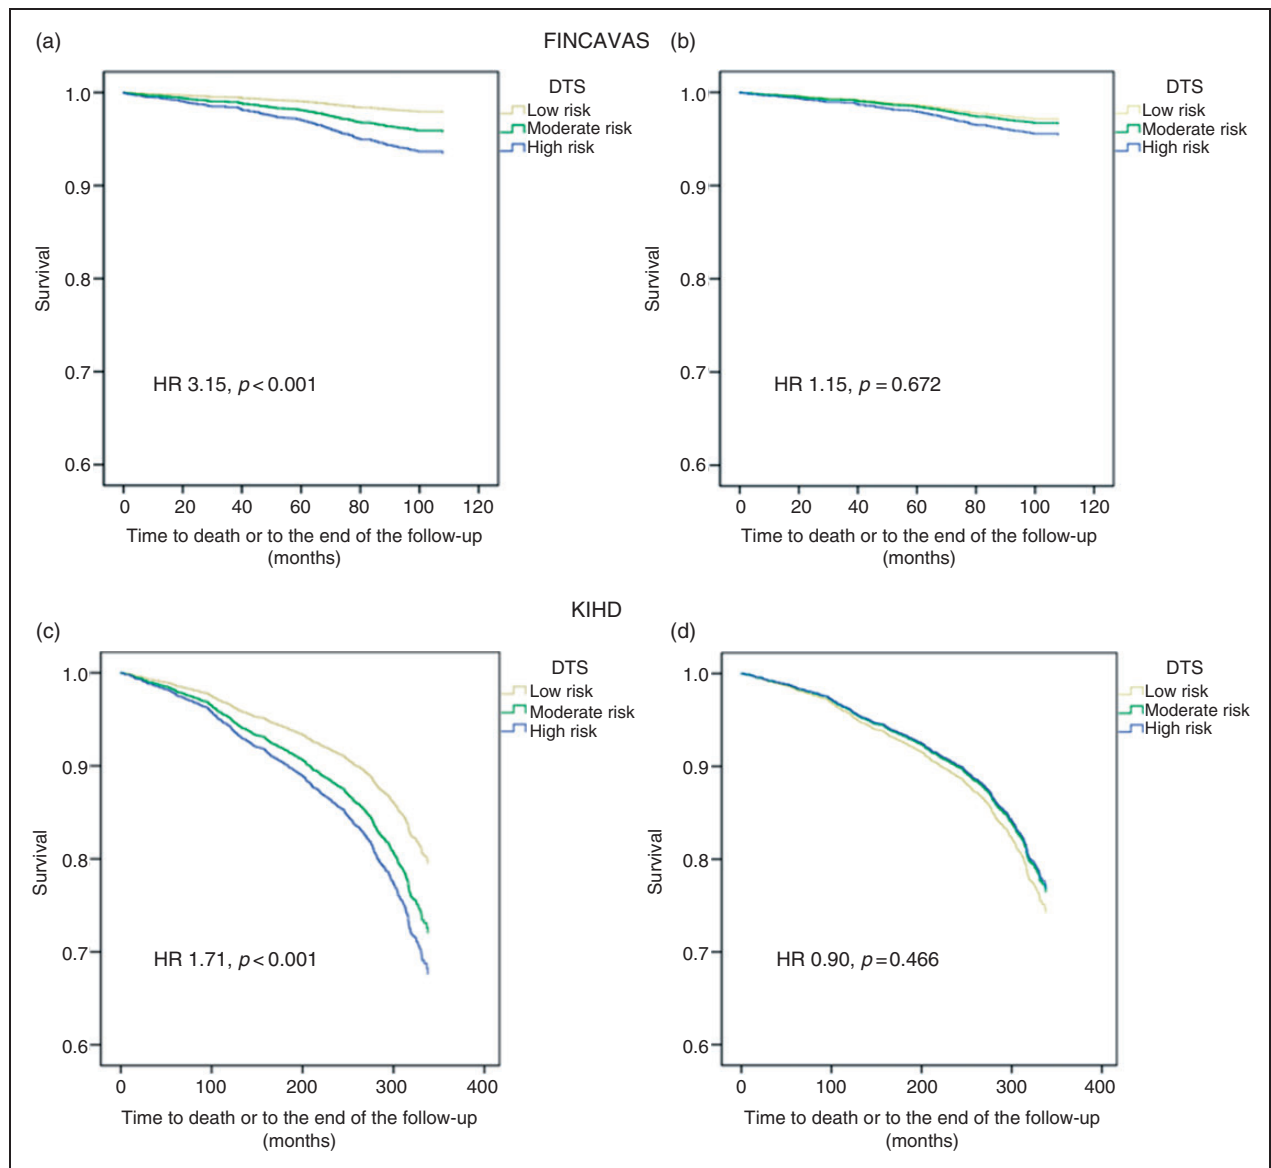 FINCAVAS
(a)
DTS
Low risk
Moderate risk
High risk
1.0
0.9
0.8
0.7
0.6
Survival
HR 3.15, p < 0.001
0 20 40 60 80 100 120
Time to death or to the end of the follow-up
(months)
(b)
DTS
Low risk
Moderate risk
High risk
1.0
0.9
0.8
0.7
0.6
Survival
HR 1.15, p = 0.672
0 20 40 60 80 100 120
Time to death or to the end of the follow-up
(months)
KIHD
(c)
DTS
Low risk
Moderate risk
High risk
1.0
0.9
0.8
0.7
0.6
Survival
HR 1.71, p < 0.001
0 100 200 300 400
Time to death or to the end of the follow-up
(months)
(d)
DTS
Low risk
Moderate risk
High risk
1.0
0.9
0.8
0.7
0.6
Survival
HR 0.90, p = 0.466
0 100 200 300 400
Time to death or to the end of the follow-up
(months)